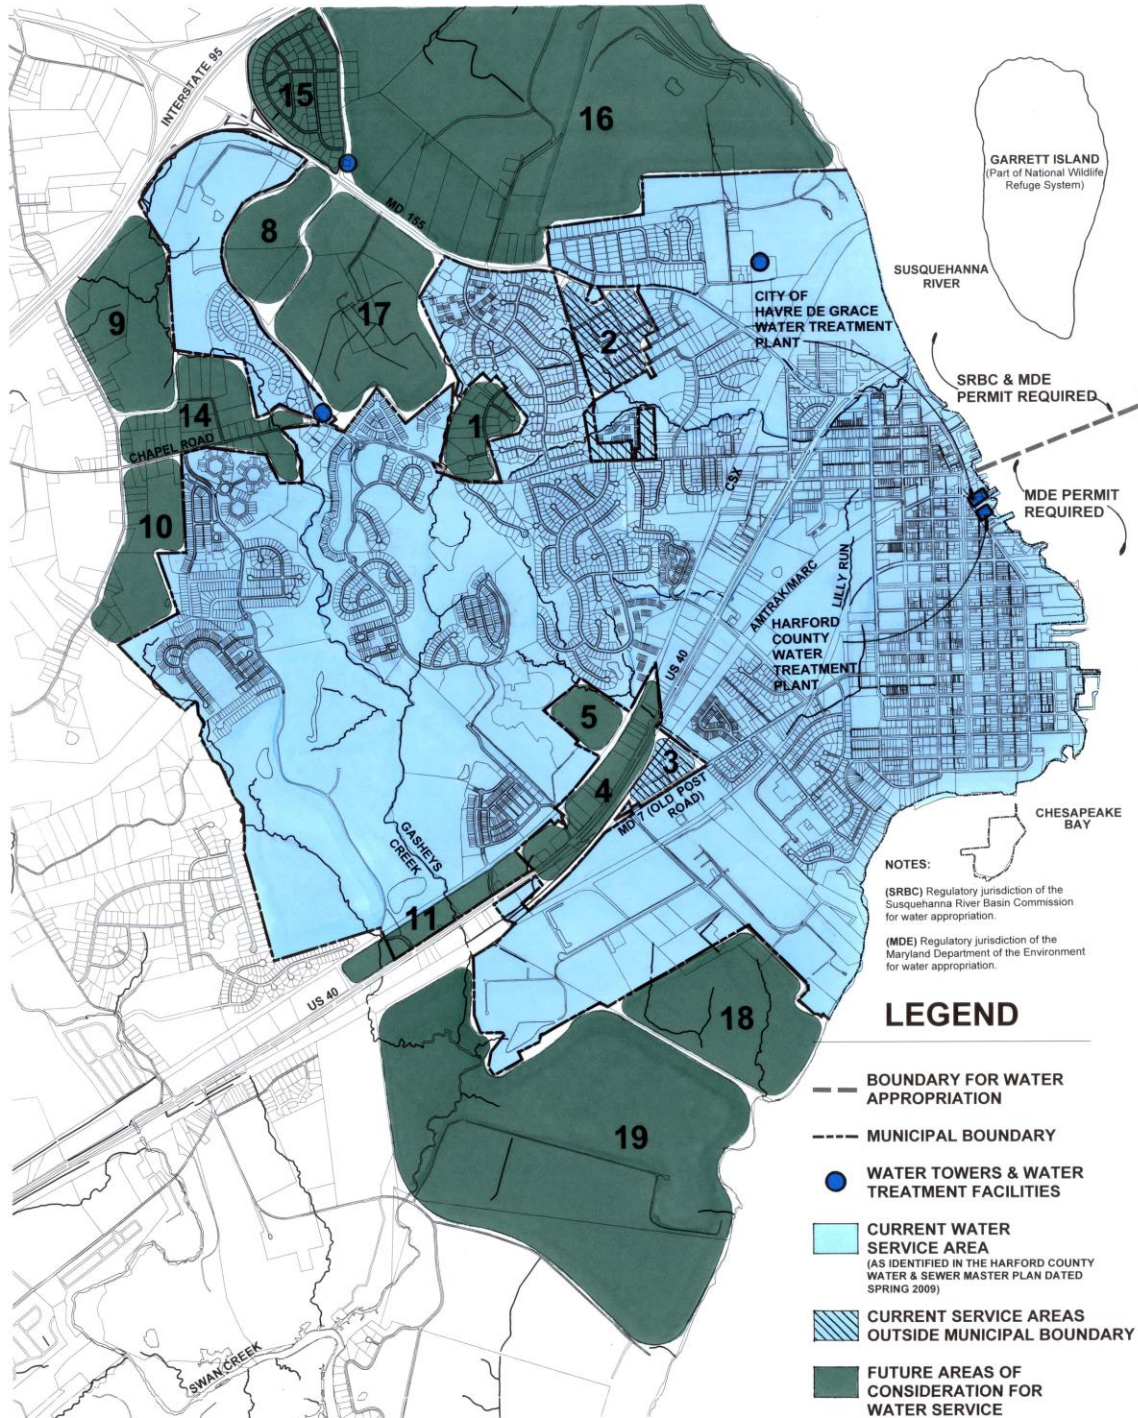 INTERSTATE 95
15
16
GARRETT ISLAND
(Part of National Wildlife
Refuge System)
MD 155
8
SUSQUEHANNA
RIVER
CITY OF
HAVRE DE GRACE
WATER TREATMENT
PLANT
9
17
2
SRBC & MDE
PERMIT REQUIRED
14
1
CHAPEL ROAD
CSX
MDE PERMIT
REQUIRED
10
LILLY RUN
AMTRAK/MARC
HARFORD
COUNTY
WATER
TREATMENT
PLANT
US 40
5
3
4
MD 7 (OLD POST
ROAD)
CHESAPEAKE
BAY
GASHEYS
CREEK
NOTES:
(SRBC) Regulatory jurisdiction of the
Susquehanna River Basin Commission
for water appropriation.
11
(MDE) Regulatory jurisdiction of the
Maryland Department of the Environment
for water appropriation.
US 40
18
LEGEND
BOUNDARY FOR WATER
APPROPRIATION
19
MUNICIPAL BOUNDARY
WATER TOWERS & WATER
TREATMENT FACILITIES
CURRENT WATER
SERVICE AREA
(AS IDENTIFIED IN THE HARFORD COUNTY
WATER & SEWER MASTER PLAN DATED
SPRING 2009)
CURRENT SERVICE AREAS
OUTSIDE MUNICIPAL BOUNDARY
SWAN CREEK
FUTURE AREAS OF
CONSIDERATION FOR
WATER SERVICE